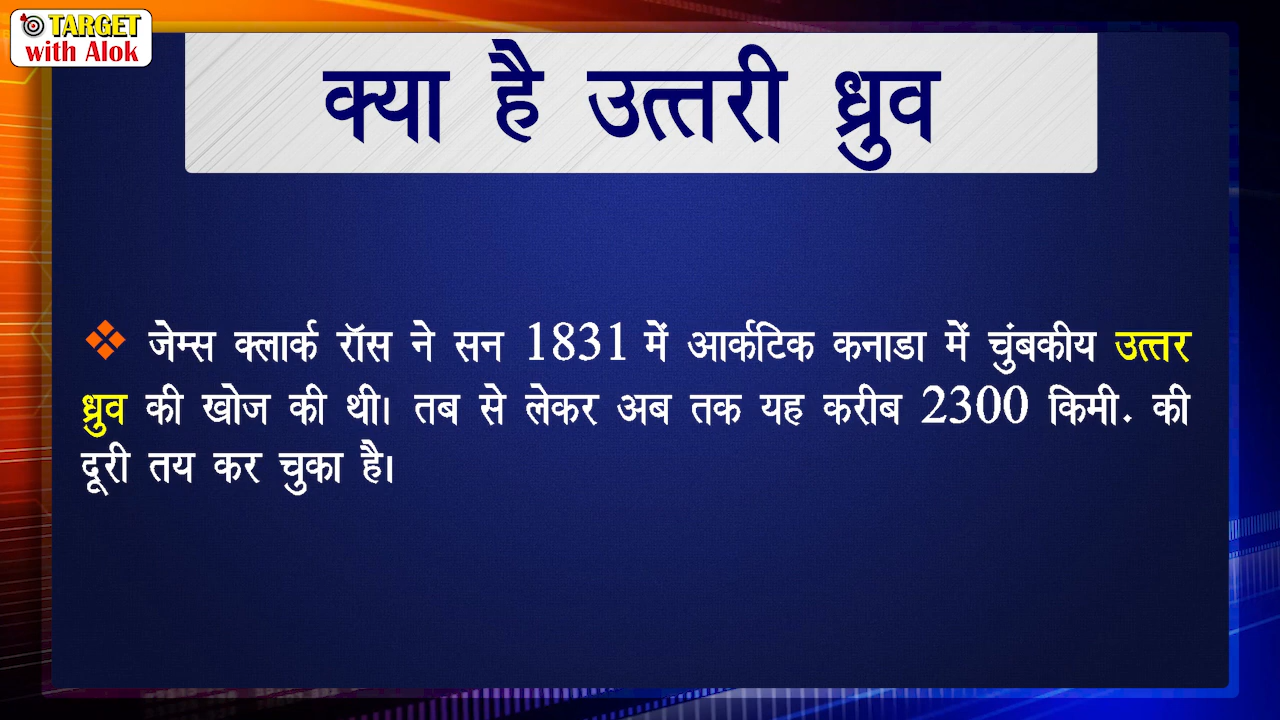 TARGET
with Alok
क्या है उत्तरी ध्रुव
❖ जेम्स क्लार्क रॉस ने सन 1831 में आर्कटिक कनाडा में चुंबकीय उत्तर
ध्रुव की खोज की थी। तब से लेकर अब तक यह करीब 2300 किमी. की
दूरी तय कर चुका है।